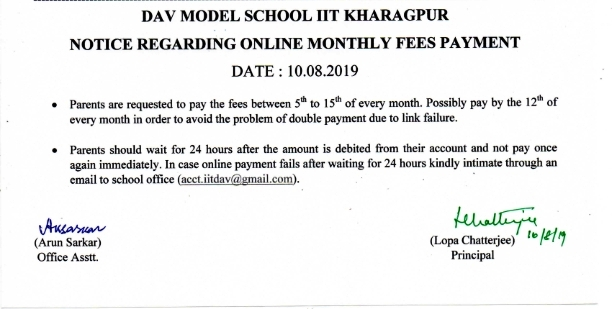 DAV MODEL SCHOOL IIT KHARAGPUR
NOTICE REGARDING ONLINE MONTHLY FEES PAYMENT
DATE : 10.08.2019
• Parents are requested to pay the fees between 5th to 15th of every month. Possibly pay by the 12th of
every month in order to avoid the problem of double payment due to link failure.
• Parents should wait for 24 hours after the amount is debited from their account and not pay once
again immediately. In case online payment fails after waiting for 24 hours kindly intimate through an
email to school office (acct.iitdav@gmail.com).
(Arun Sarkar)
Office Asstt.
LChatterjee
(Lopa Chatterjee) 10/8/19
Principal